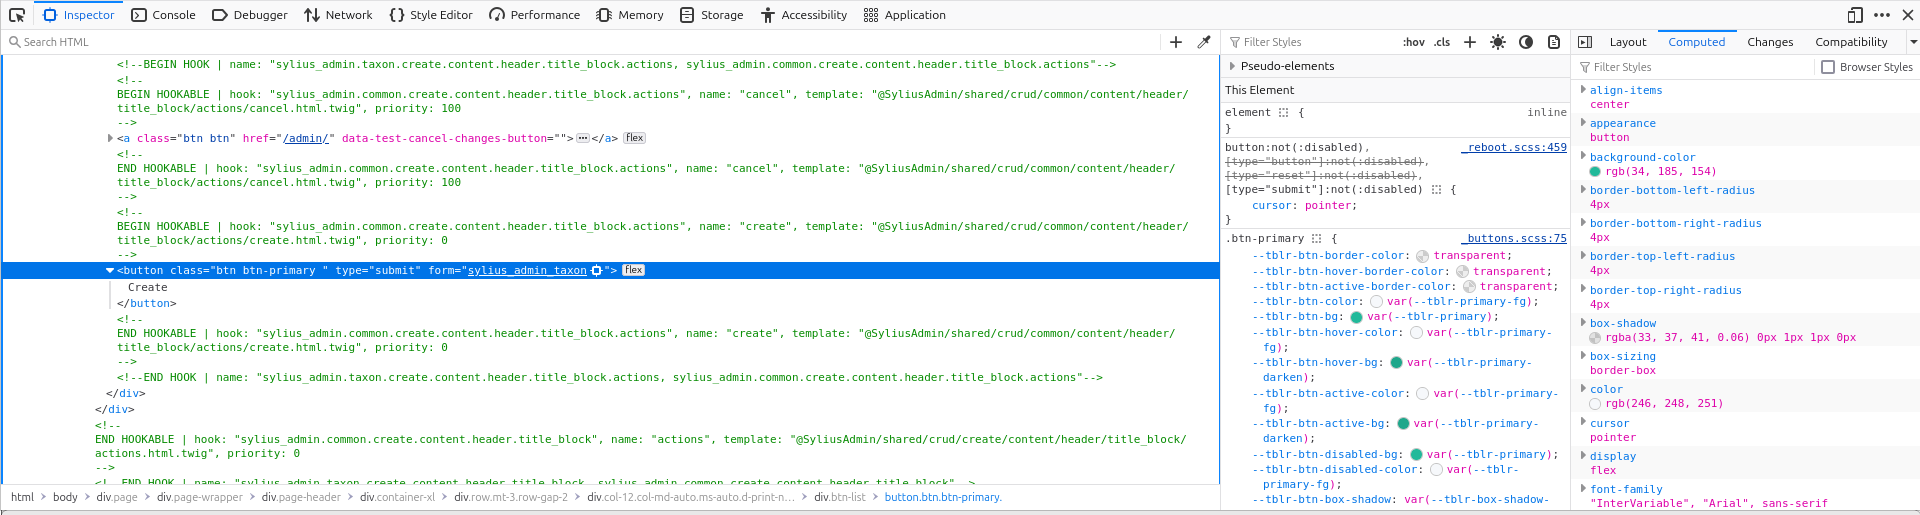 Inspector Console Debugger Network Style Editor Performance Memory Storage Accessibility Application
Search HTML
<!--BEGIN HOOK | name: "sylius_admin.taxon.create.content.header.title_block.actions, sylius_admin.common.create.content.header.title_block.actions"-->
<!--
BEGIN HOOKABLE | hook: "sylius_admin.common.create.content.header.title_block.actions", name: "cancel", template: "@SyliusAdmin/shared/crud/common/content/header/
title_block/actions/cancel.html.twig", priority: 100
-->
<a class="btn btn" href="/admin/" data-test-cancel-changes-button=""></a> flex
<!--
END HOOKABLE | hook: "sylius_admin.common.create.content.header.title_block.actions", name: "cancel", template: "@SyliusAdmin/shared/crud/common/content/header/
title_block/actions/cancel.html.twig", priority: 100
-->
<!--
BEGIN HOOKABLE | hook: "sylius_admin.common.create.content.header.title_block.actions", name: "create", template: "@SyliusAdmin/shared/crud/common/content/header/
title_block/actions/create.html.twig", priority: 0
-->
<button class="btn btn-primary " type="submit" form="sylius_admin_taxon"> flex
Create
</button>
<!--
END HOOKABLE | hook: "sylius_admin.common.create.content.header.title_block.actions", name: "create", template: "@SyliusAdmin/shared/crud/common/content/header/
title_block/actions/create.html.twig", priority: 0
-->
<!--END HOOK | name: "sylius_admin.taxon.create.content.header.title_block.actions, sylius_admin.common.create.content.header.title_block.actions"-->
</div>
</div>
<!--
END HOOKABLE | hook: "sylius_admin.common.create.content.header.title_block", name: "actions", template: "@SyliusAdmin/shared/crud/create/content/header/title_block/
actions.html.twig", priority: 0
-->
html body div.page div.page-wrapper div.page-header div.container-xl div.row.mt-3.row-gap-2 div.col-12.col-md-auto.ms-auto.d-print-n... div.btn-list button.btn.btn-primary.
Filter Styles :hov .cls
Pseudo-elements
This Element
element { inline
}
button:not(:disabled), _reboot.scss:459
[type="button"]:not(:disabled),
[type="reset"]:not(:disabled),
[type="submit"]:not(:disabled) {
cursor: pointer;
}
.btn-primary { _buttons.scss:75
--tblr-btn-border-color: transparent;
--tblr-btn-hover-border-color: transparent;
--tblr-btn-active-border-color: transparent;
--tblr-btn-color: var(--tblr-primary-fg);
--tblr-btn-bg: var(--tblr-primary);
--tblr-btn-hover-color: var(--tblr-primary-
fg);
--tblr-btn-hover-bg: var(--tblr-primary-
darken);
--tblr-btn-active-color: var(--tblr-primary-
fg);
--tblr-btn-active-bg: var(--tblr-primary-
darken);
--tblr-btn-disabled-bg: var(--tblr-primary);
--tblr-btn-disabled-color: var(--tblr-
primary-fg);
--tblr-btn-box-shadow: var(--tblr-box-shadow-
Layout Computed Changes Compatibility
Filter Styles Browser Styles
align-items
center
appearance
button
background-color
rgb(34, 185, 154)
border-bottom-left-radius
4px
border-bottom-right-radius
4px
border-top-left-radius
4px
border-top-right-radius
4px
box-shadow
rgba(33, 37, 41, 0.06) 0px 1px 1px 0px
box-sizing
border-box
color
rgb(246, 248, 251)
cursor
pointer
display
flex
font-family
"InterVariable", "Arial", sans-serif